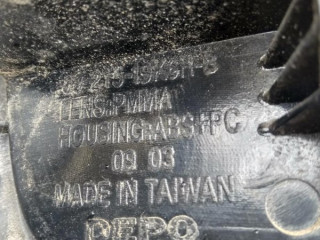 LENS:PMMA
HOUSING:ABS+PC
09 03
MADE IN TAIWAN
DEPO